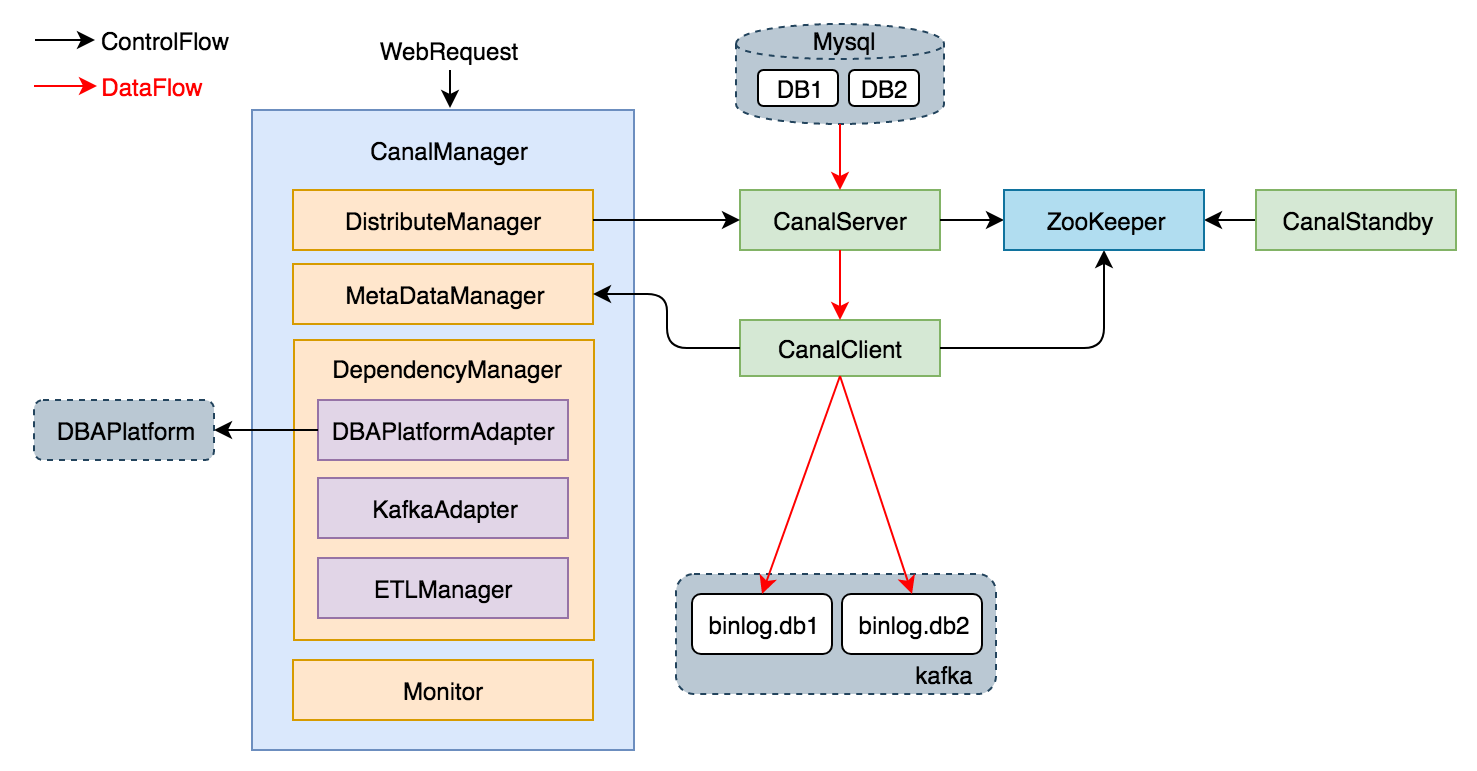 ControlFlow
DataFlow
WebRequest
CanalManager
DistributeManager
MetaDataManager
DependencyManager
DBAPlatformAdapter
KafkaAdapter
ETLManager
Monitor
DBAPlatform
Mysql
DB1
DB2
CanalServer
ZooKeeper
CanalStandby
CanalClient
binlog.db1
binlog.db2
kafka